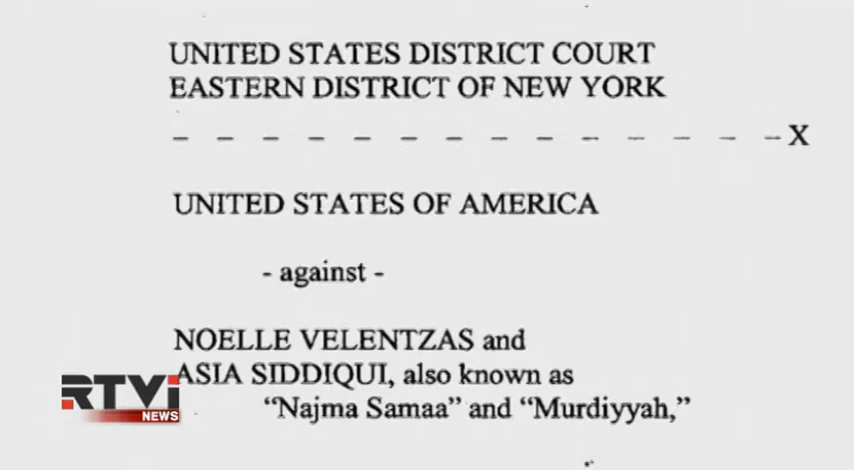 UNITED STATES DISTRICT COURT
EASTERN DISTRICT OF NEW YORK
– – – – – – – – – – – – – – X
UNITED STATES OF AMERICA
- against -
NOELLE VELENTZAS and
ASIA SIDDIQUI, also known as
“Najma Samaa” and “Murdiyyah,”
RTVi
NEWS